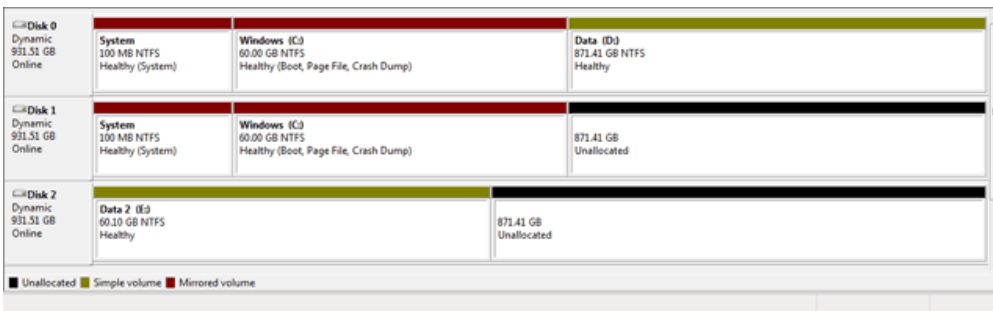 Disk 0
Dynamic
931.51 GB
Online
System
100 MB NTFS
Healthy (System)
Windows (C:)
60.00 GB NTFS
Healthy (Boot, Page File, Crash Dump)
Data (D:)
871.41 GB NTFS
Healthy
Disk 1
Dynamic
931.51 GB
Online
System
100 MB NTFS
Healthy (System)
Windows (C:)
60.00 GB NTFS
Healthy (Boot, Page File, Crash Dump)
871.41 GB
Unallocated
Disk 2
Dynamic
931.51 GB
Online
Data 2 (E:)
60.10 GB NTFS
Healthy
871.41 GB
Unallocated
Unallocated Simple volume Mirrored volume